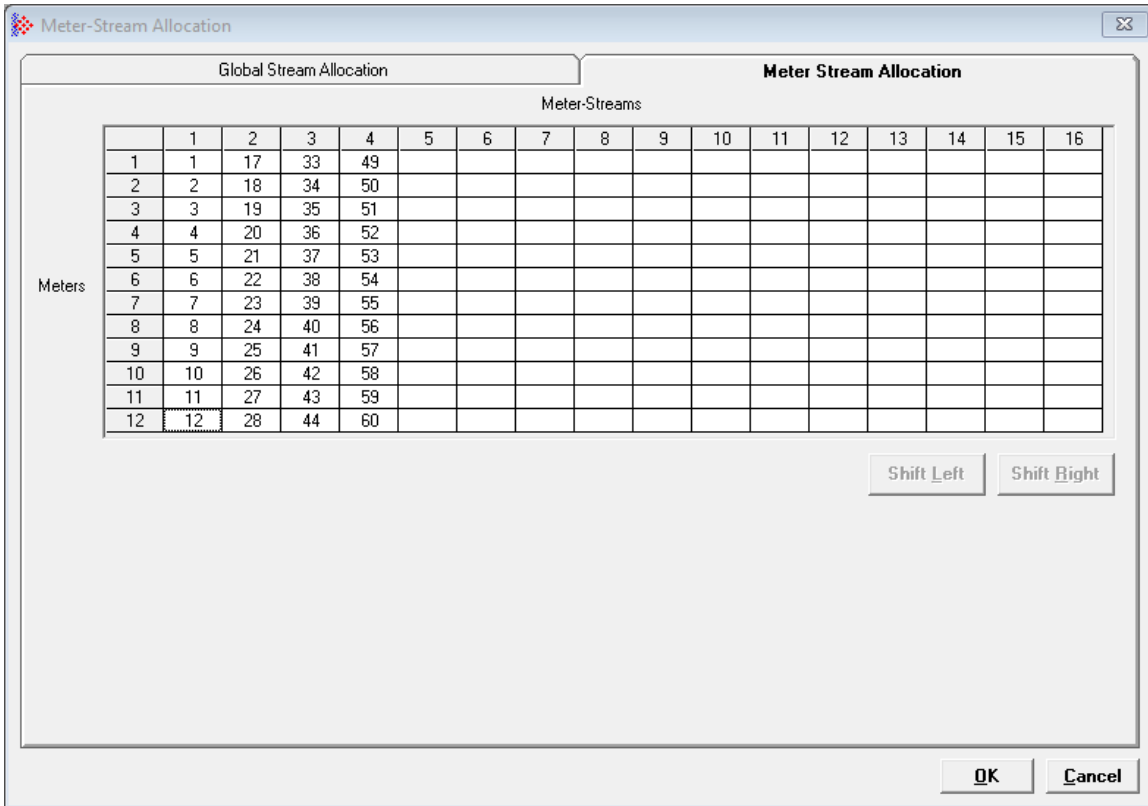 Meter-Stream Allocation
Global Stream Allocation Meter Stream Allocation
Meter-Streams
1 2 3 4 5 6 7 8 9 10 11 12 13 14 15 16
1 1 17 33 49
2 2 18 34 50
3 3 19 35 51
4 4 20 36 52
5 5 21 37 53
Meters 6 6 22 38 54
7 7 23 39 55
8 8 24 40 56
9 9 25 41 57
10 10 26 42 58
11 11 27 43 59
12 12 28 44 60
Shift Left Shift Right
OK Cancel